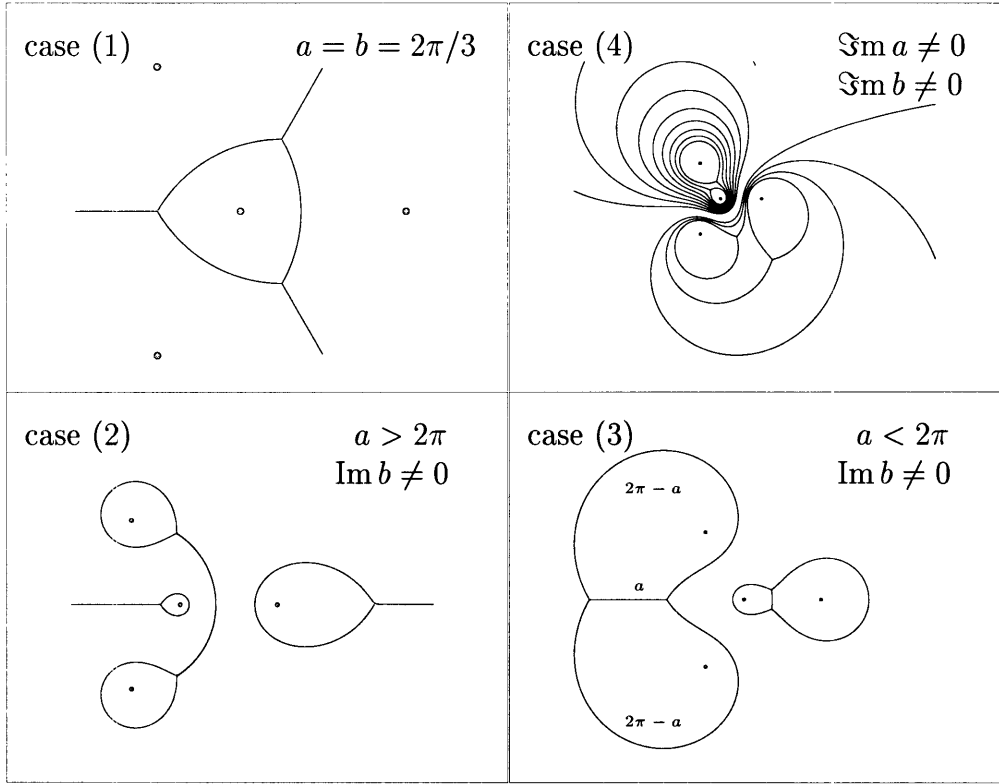 case (1) a = b = 2π/3
case (4) ℑm a ≠ 0
ℑm b ≠ 0
case (2) a > 2π
Im b ≠ 0
case (3) a < 2π
Im b ≠ 0
2π − a
a
2π − a